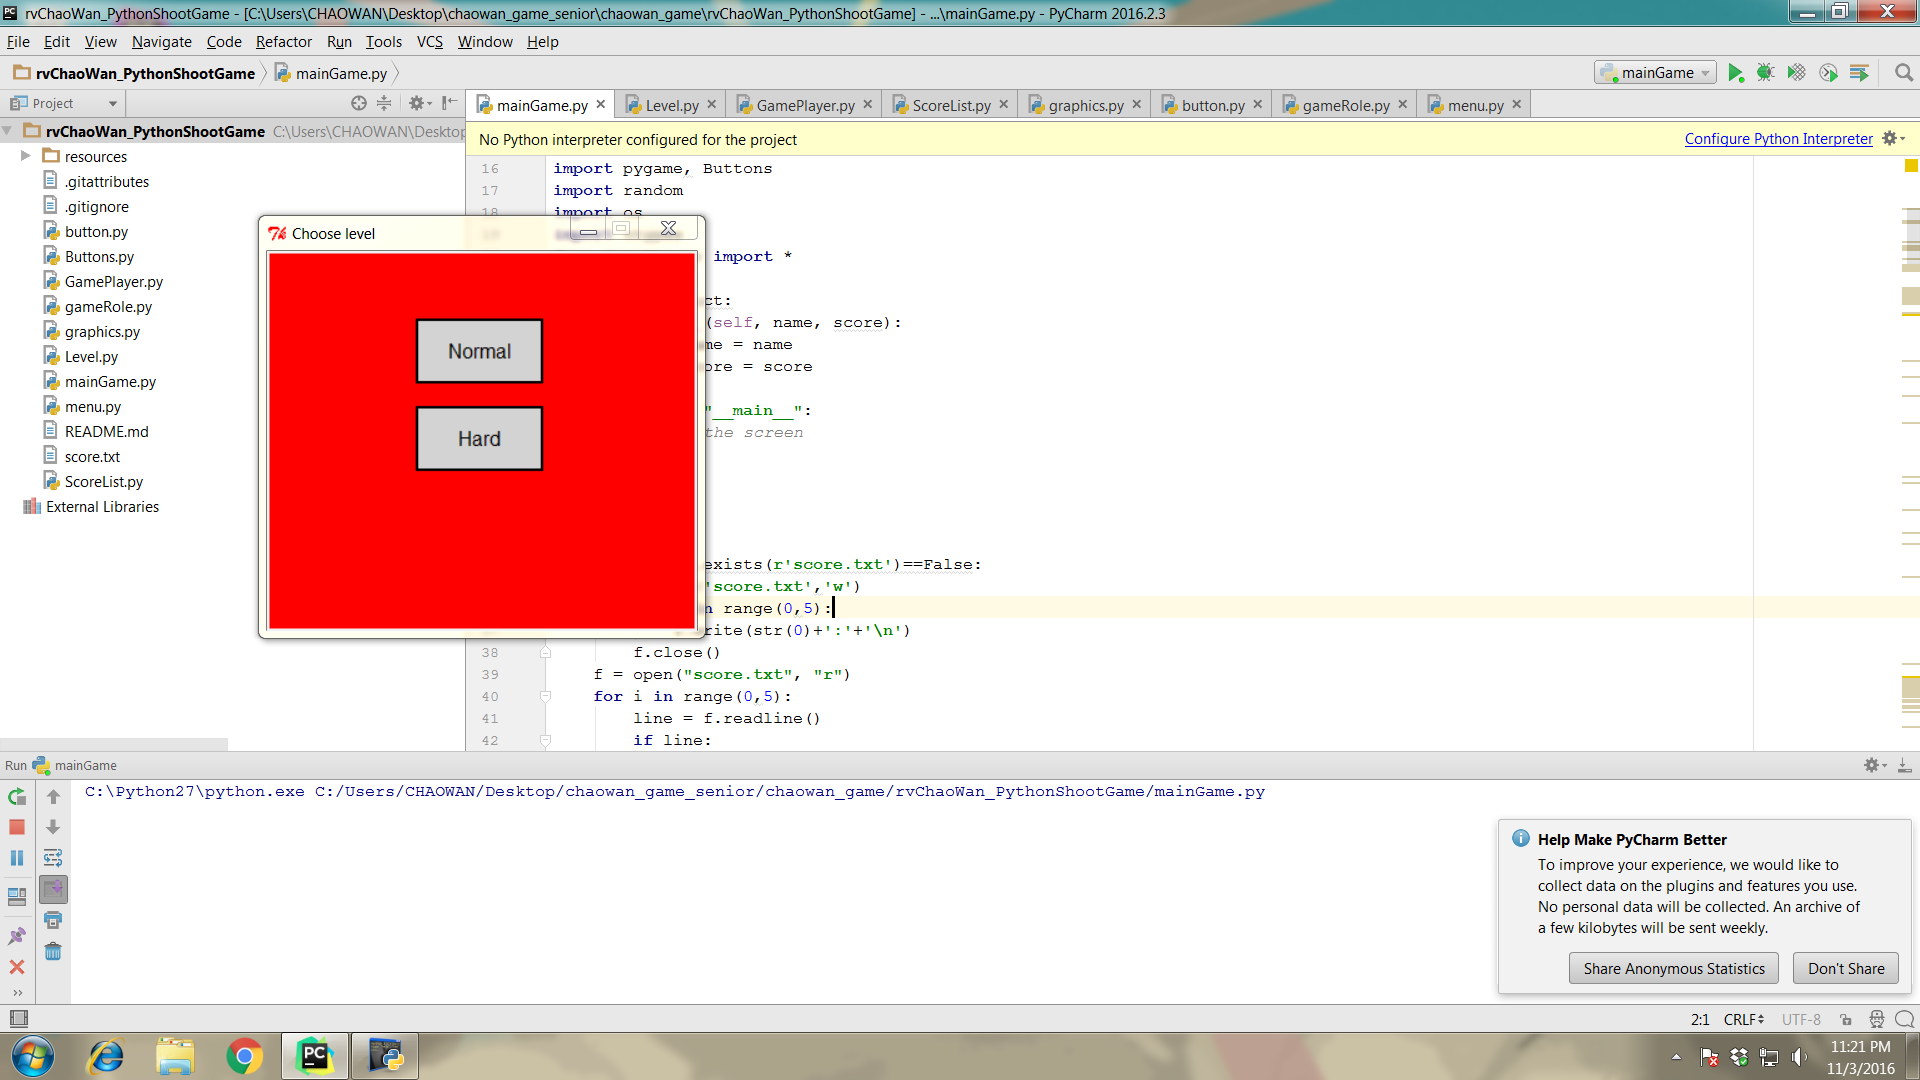 rvChaoWan_PythonShootGame - [C:\Users\CHAOWAN\Desktop\chaowan_game_senior\chaowan_game\rvChaoWan_PythonShootGame] - ...\mainGame.py - PyCharm 2016.2.3
File Edit View Navigate Code Refactor Run Tools VCS Window Help
rvChaoWan_PythonShootGame mainGame.py mainGame
Project mainGame.py Level.py GamePlayer.py ScoreList.py graphics.py button.py gameRole.py menu.py
rvChaoWan_PythonShootGame C:\Users\CHAOWAN\Desktop
No Python interpreter configured for the project Configure Python Interpreter
resources
.gitattributes
.gitignore
button.py
Buttons.py
GamePlayer.py
gameRole.py
graphics.py
Level.py
mainGame.py
menu.py
README.md
score.txt
ScoreList.py
External Libraries
Choose level
Normal
Hard
16 import pygame, Buttons
17 import random
18 import os
import *
ct:
(self, name, score):
me = name
ore = score
"__main__":
the screen
exists(r'score.txt')==False:
'score.txt','w')
n range(0,5):
rite(str(0)+':'+'\n')
38 f.close()
39 f = open("score.txt", "r")
40 for i in range(0,5):
41 line = f.readline()
42 if line:
Run mainGame
C:\Python27\python.exe C:/Users/CHAOWAN/Desktop/chaowan_game_senior/chaowan_game/rvChaoWan_PythonShootGame/mainGame.py
Help Make PyCharm Better
To improve your experience, we would like to
collect data on the plugins and features you use.
No personal data will be collected. An archive of
a few kilobytes will be sent weekly.
Share Anonymous Statistics Don't Share
2:1 CRLF UTF-8
11:21 PM
11/3/2016